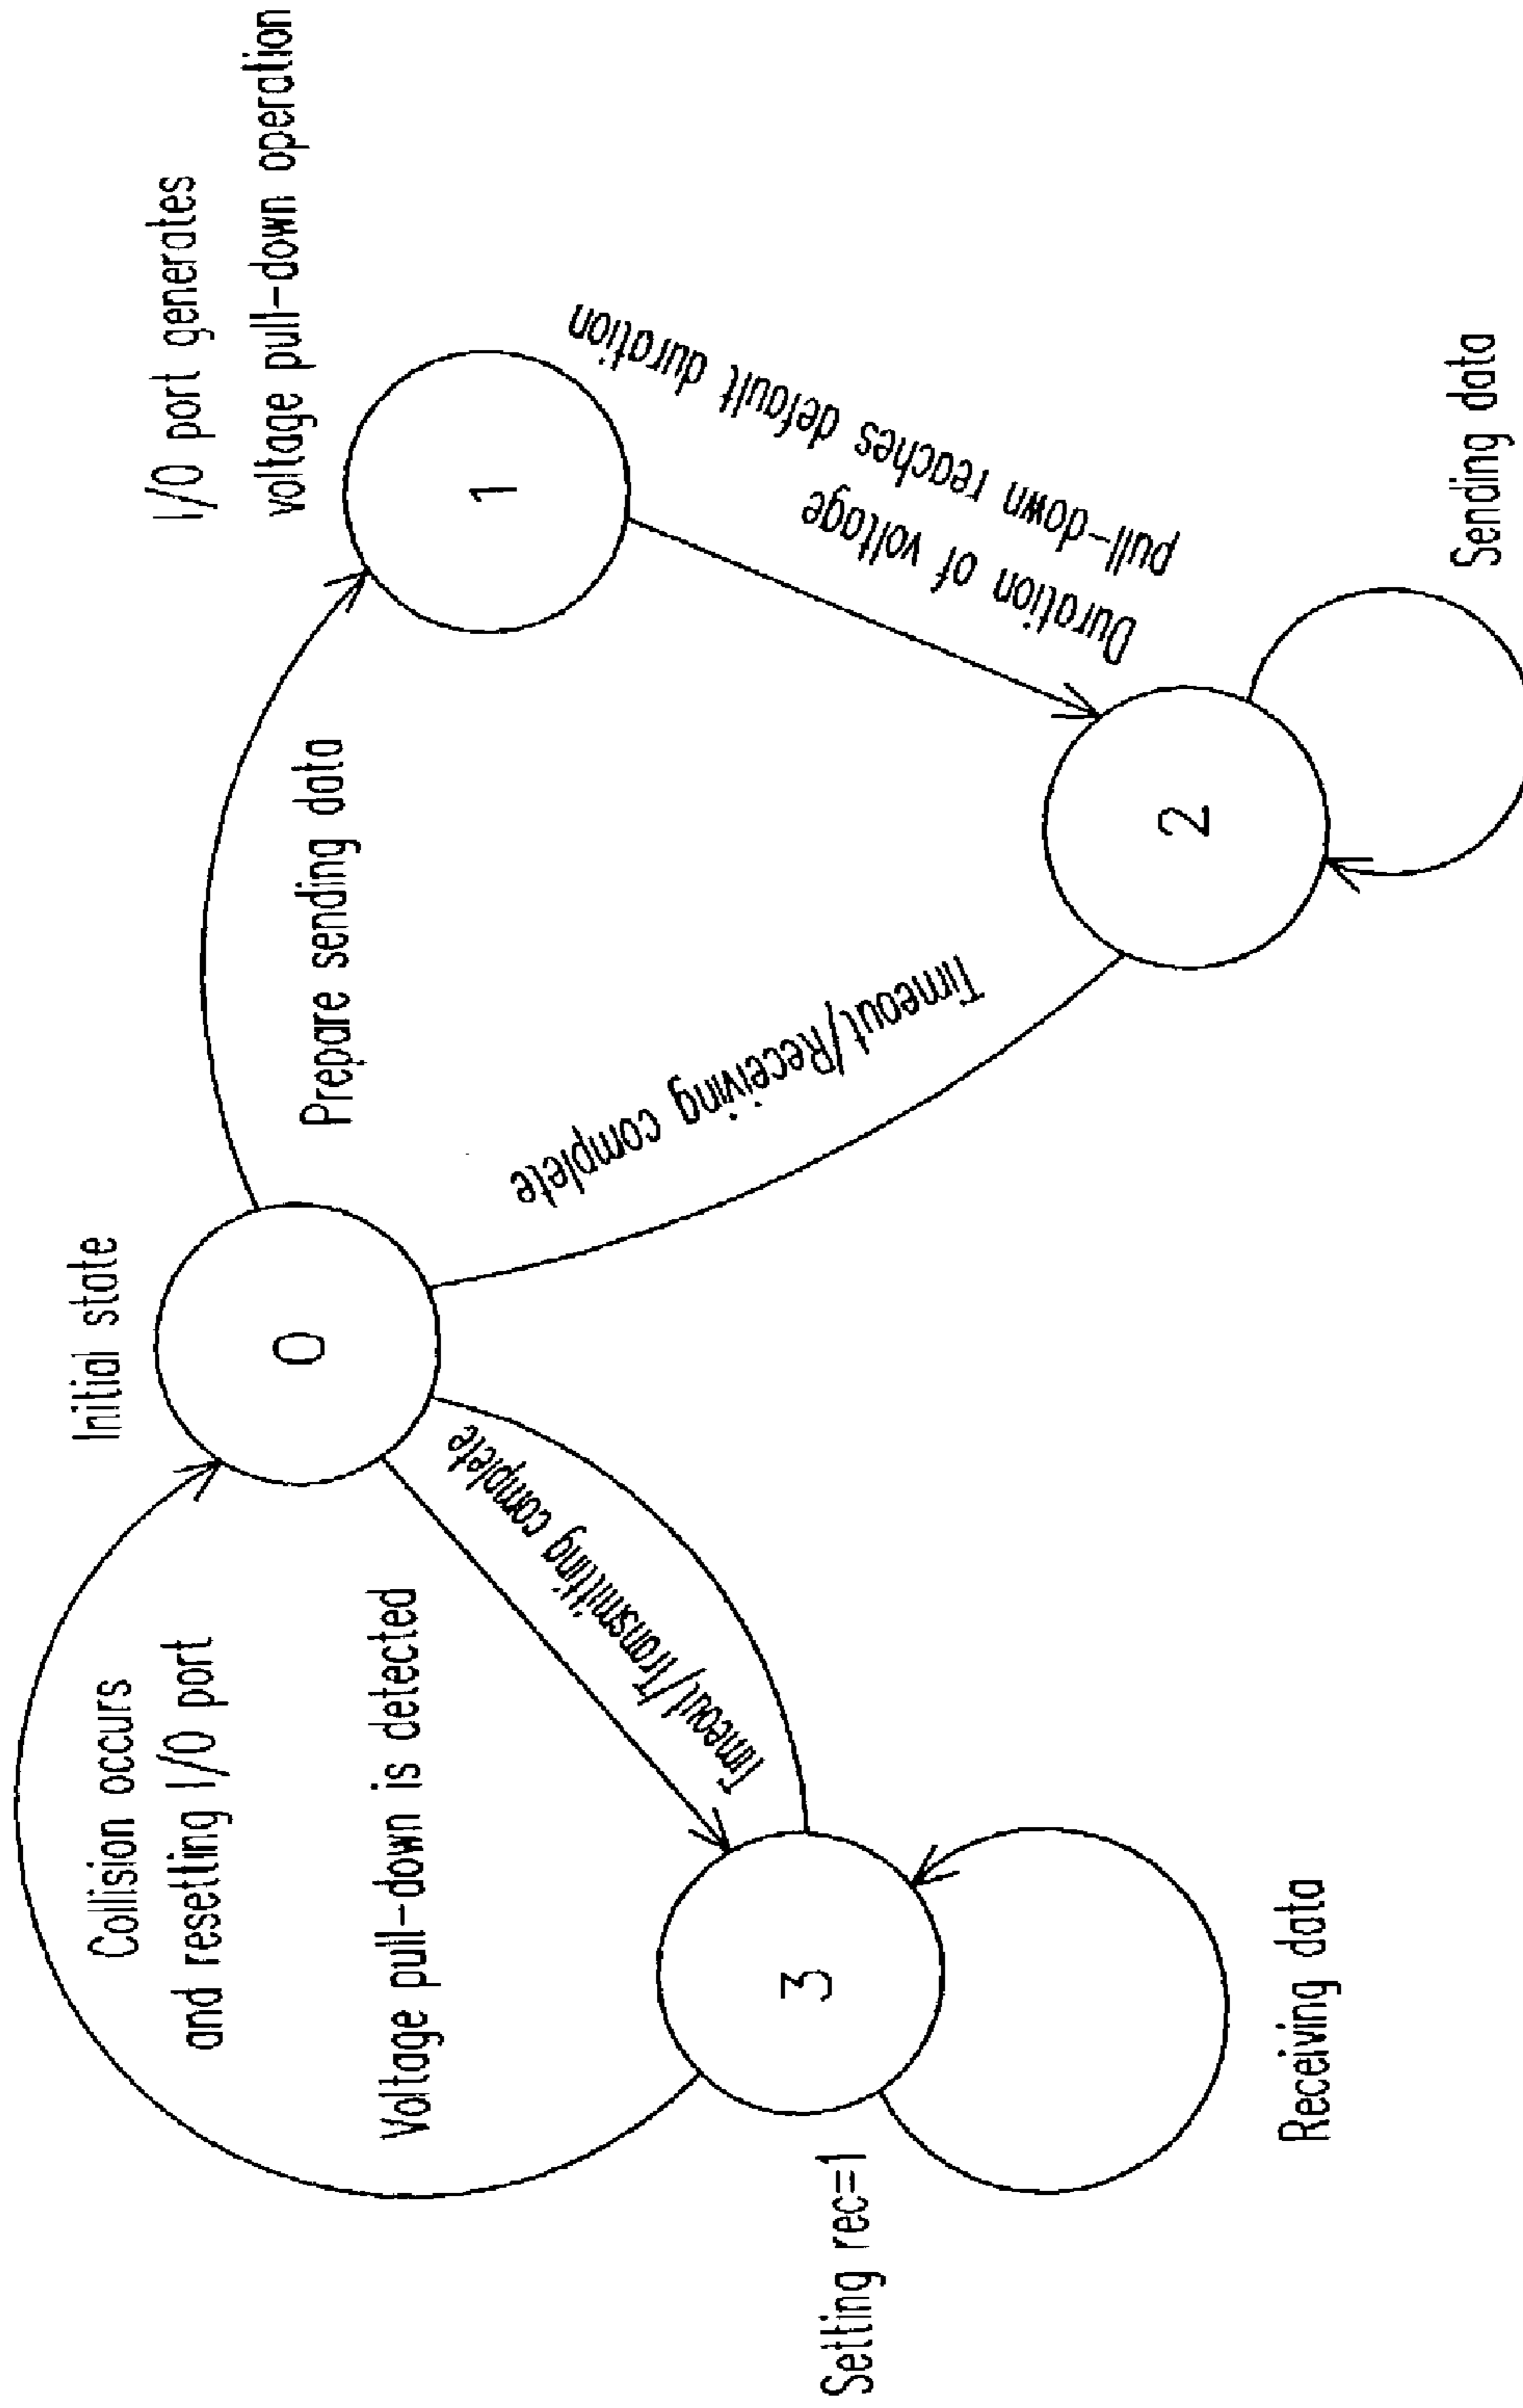 Initial state
0
Collision occurs
and resetting I/O port
Voltage pull-down is detected
Timeout/Transmitting complete
3
Setting rec=1
Receiving data
Prepare sending data
I/O port generates
voltage pull-down operation
1
Duration of voltage
pull-down reaches default duration
Timeout/Receiving complete
2
Sending data